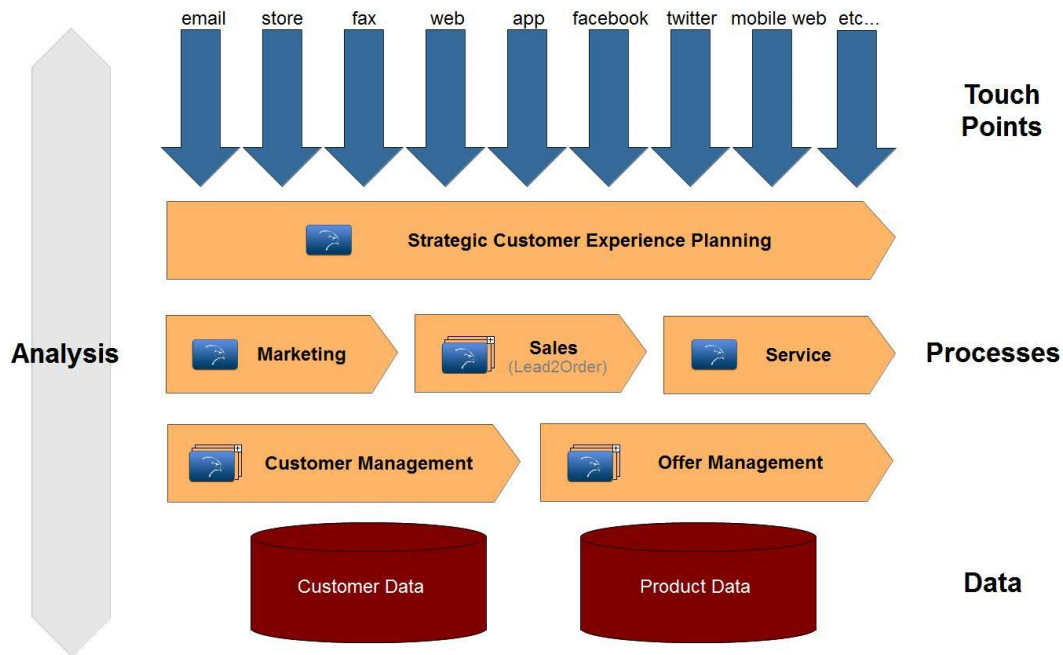 email store fax web app facebook twitter mobile web etc...
Touch
Points
Strategic Customer Experience Planning
Analysis
Marketing
Sales
(Lead2Order)
Service
Processes
Customer Management
Offer Management
Customer Data
Product Data
Data